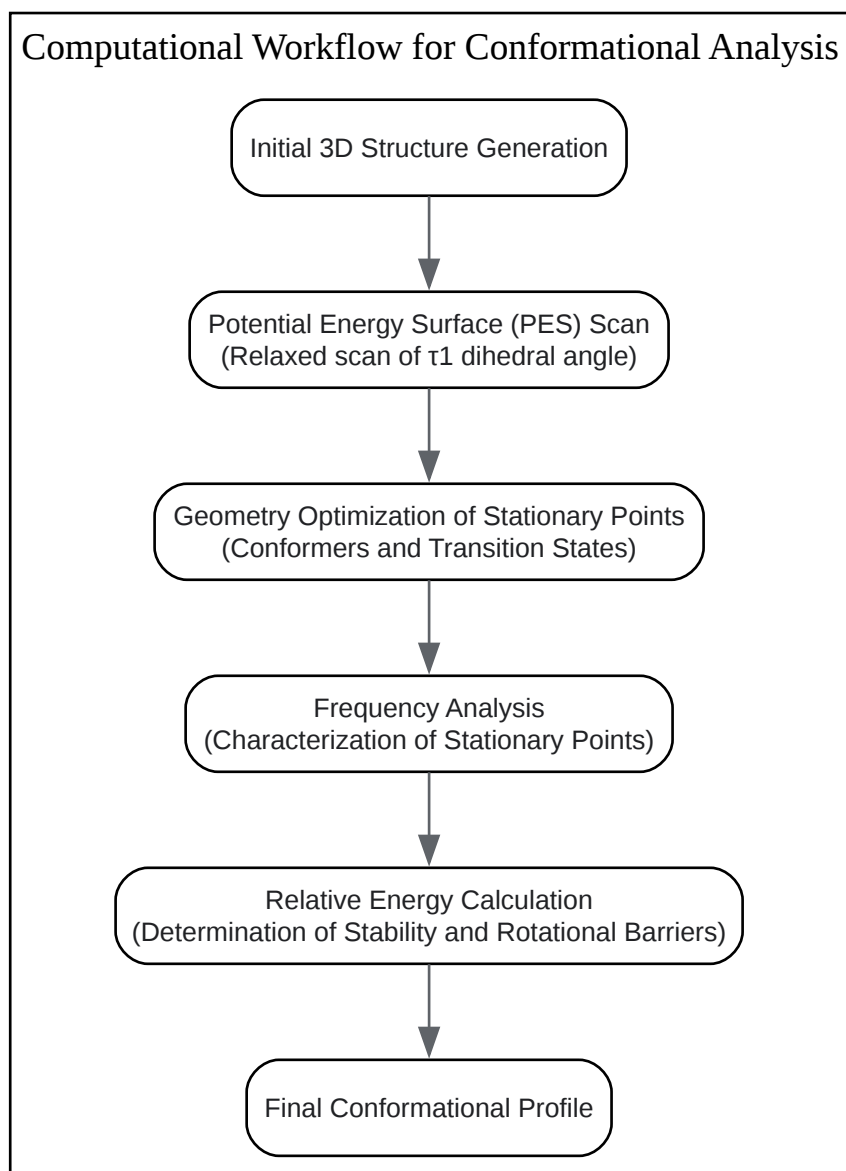 Computational Workflow for Conformational Analysis
Initial 3D Structure Generation
Potential Energy Surface (PES) Scan
(Relaxed scan of τ1 dihedral angle)
Geometry Optimization of Stationary Points
(Conformers and Transition States)
Frequency Analysis
(Characterization of Stationary Points)
Relative Energy Calculation
(Determination of Stability and Rotational Barriers)
Final Conformational Profile